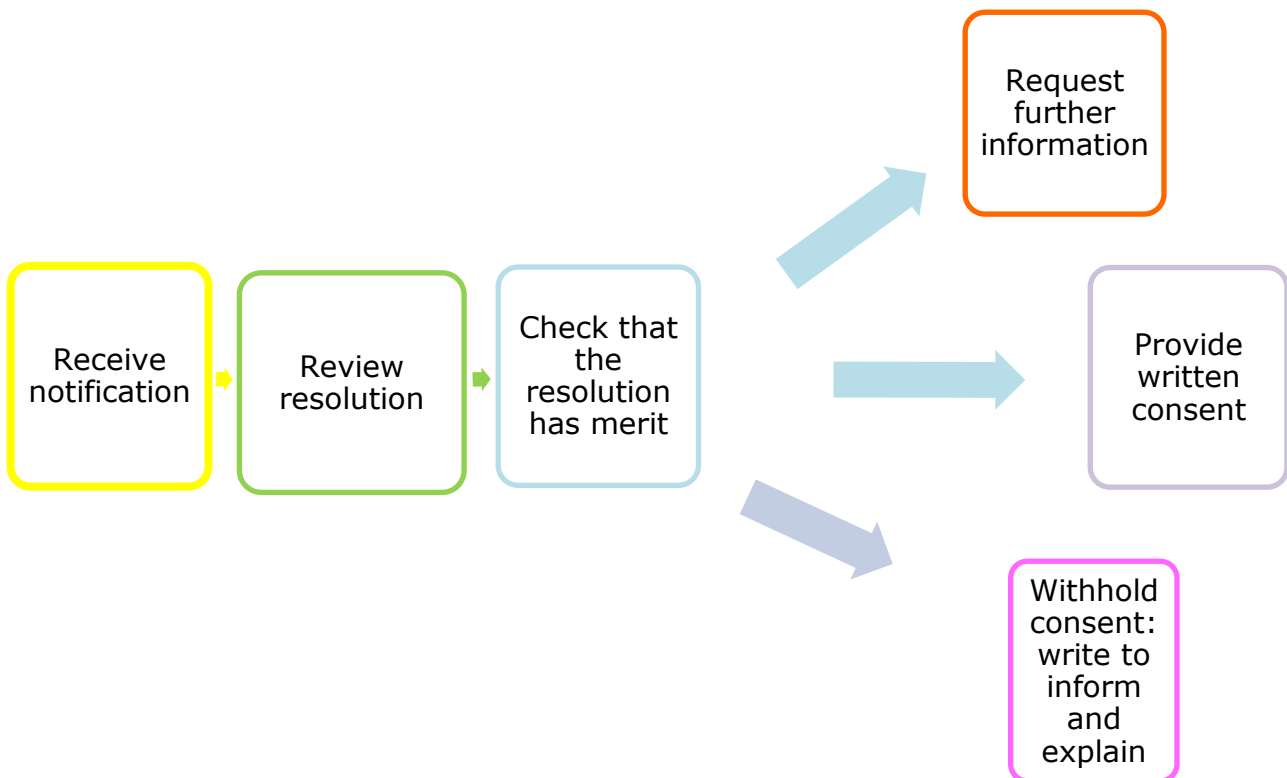 Receive
notification
Review
resolution
Check that
the
resolution
has merit
Request
further
information
Provide
written
consent
Withhold
consent:
write to
inform
and
explain